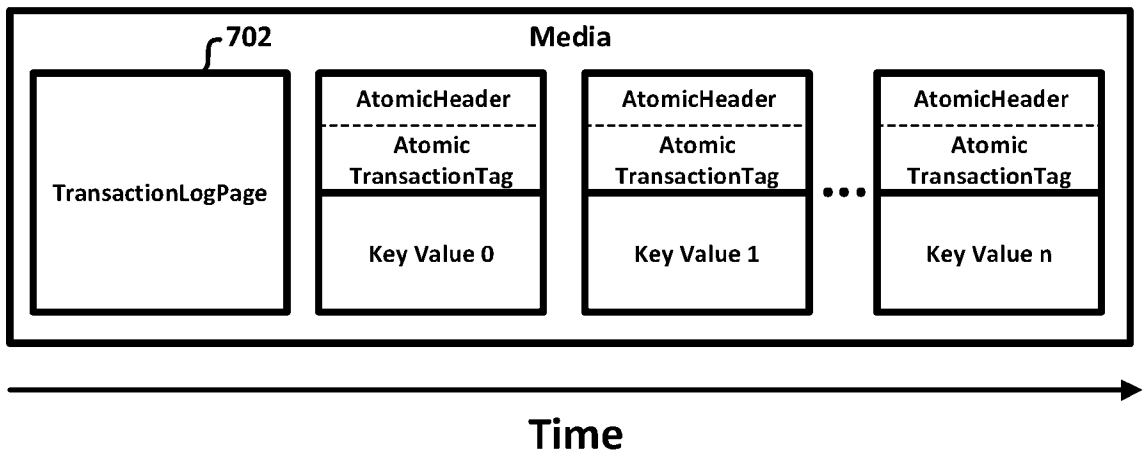 702
Media
TransactionLogPage
AtomicHeader
Atomic
TransactionTag
Key Value 0
AtomicHeader
Atomic
TransactionTag
Key Value 1
...
AtomicHeader
Atomic
TransactionTag
Key Value n
Time